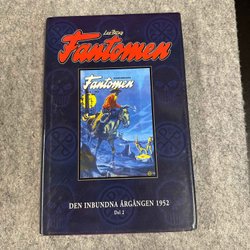 Lee Falk
Fantomen
Fantomen
DEN INBUNDNA ÅRGÅNGEN 1952
Del 2